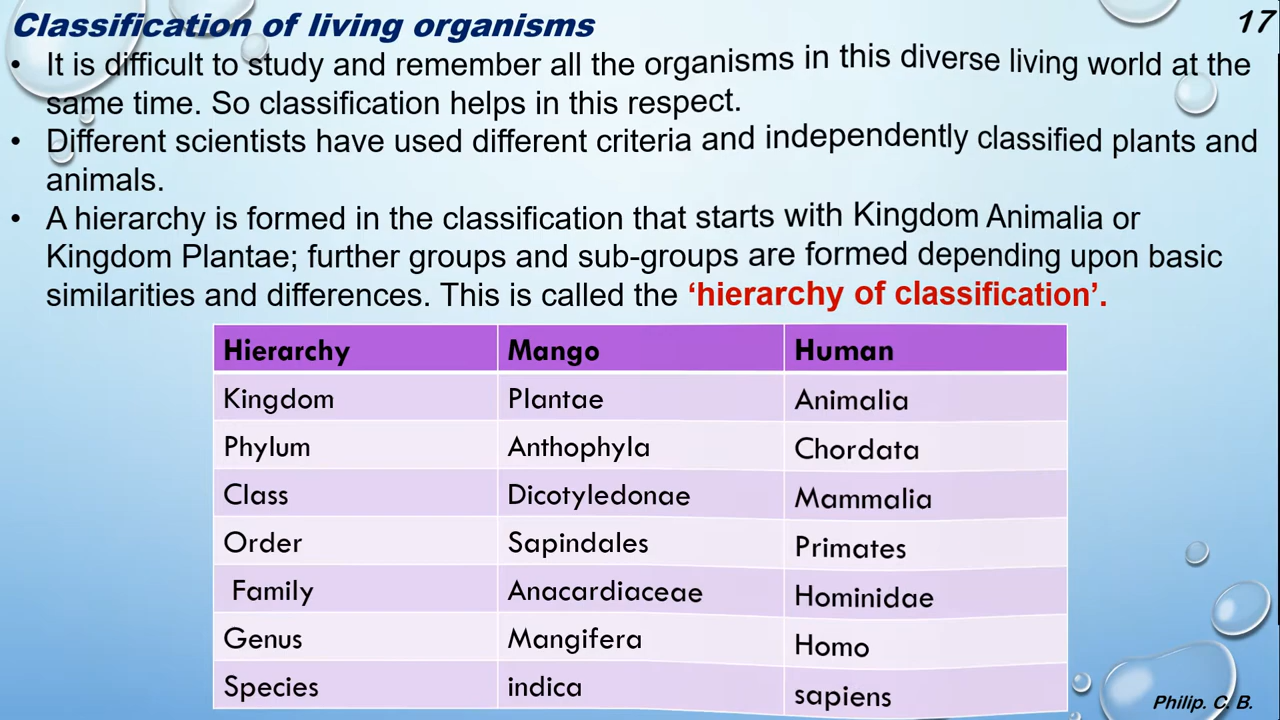 Classification of living organisms
17
• It is difficult to study and remember all the organisms in this diverse living world at the
same time. So classification helps in this respect.
• Different scientists have used different criteria and independently classified plants and
animals.
• A hierarchy is formed in the classification that starts with Kingdom Animalia or
Kingdom Plantae; further groups and sub-groups are formed depending upon basic
similarities and differences. This is called the ‘hierarchy of classification’.
Hierarchy Mango Human
Kingdom Plantae Animalia
Phylum Anthophyla Chordata
Class Dicotyledonae Mammalia
Order Sapindales Primates
Family Anacardiaceae Hominidae
Genus Mangifera Homo
Species indica sapiens
Philip. C. B.